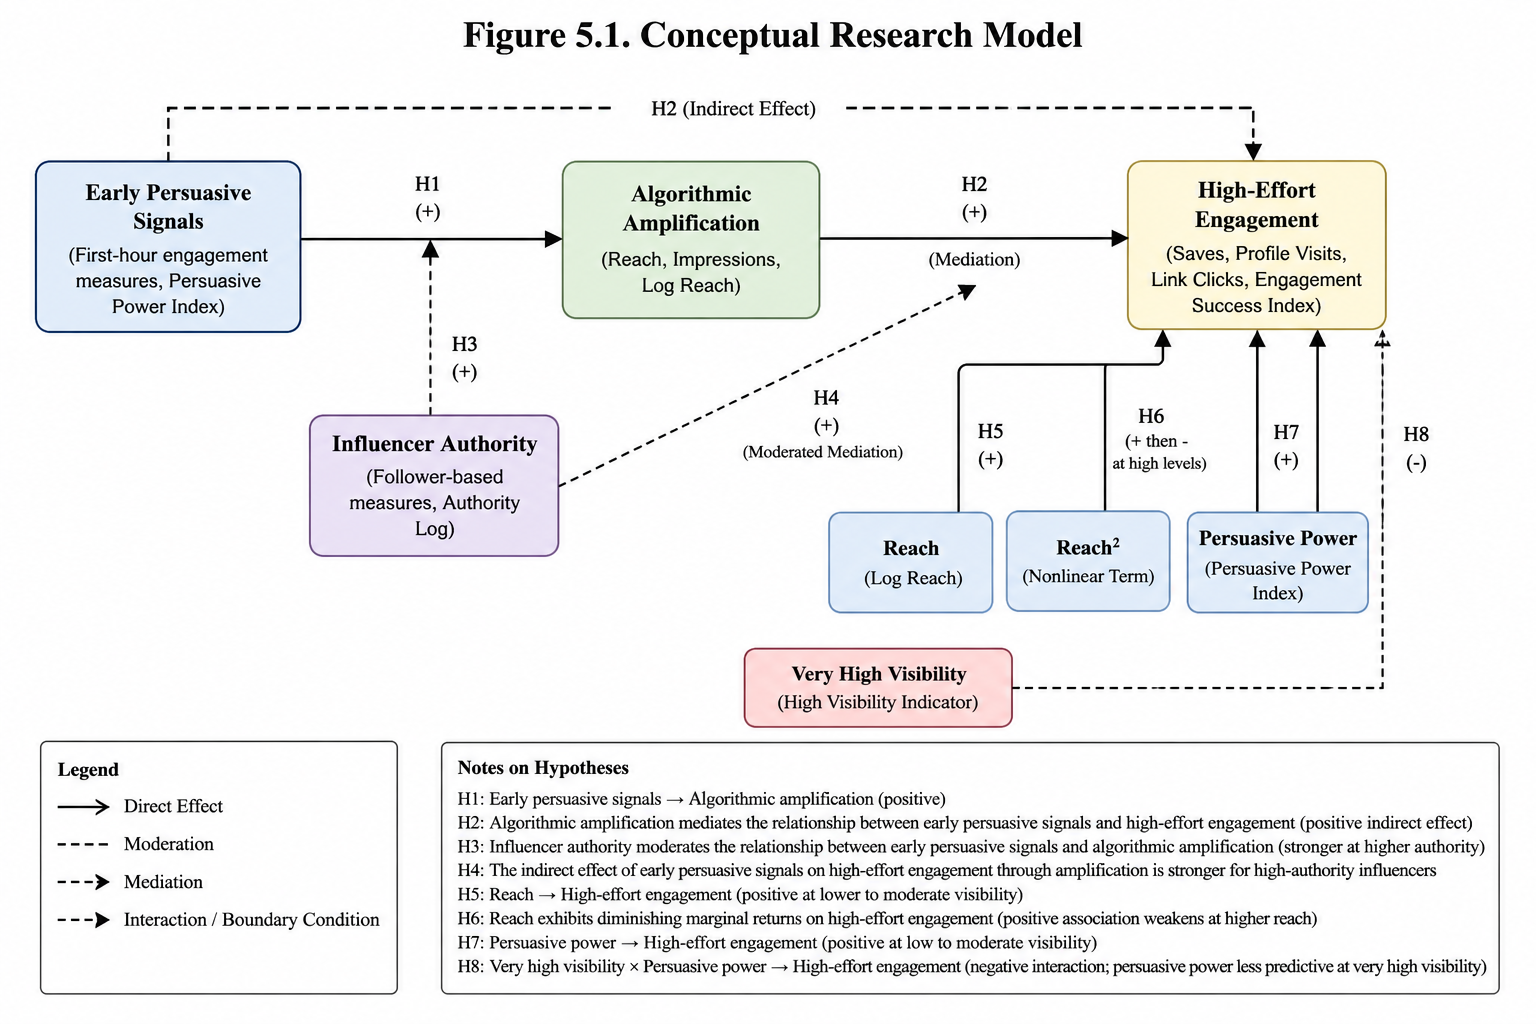 Figure 5.1. Conceptual Research Model
H2 (Indirect Effect)
Early Persuasive
Signals
(First-hour engagement
measures, Persuasive
Power Index)
H1
(+)
Algorithmic
Amplification
(Reach, Impressions,
Log Reach)
H2
(+)
(Mediation)
High-Effort
Engagement
(Saves, Profile Visits,
Link Clicks, Engagement
Success Index)
H3
(+)
Influencer Authority
(Follower-based
measures, Authority
Log)
H4
(+)
(Moderated Mediation)
H5
(+)
H6
(+ then -
at high levels)
H7
(+)
H8
(-)
Reach
(Log Reach)
Reach²
(Nonlinear Term)
Persuasive Power
(Persuasive Power
Index)
Very High Visibility
(High Visibility Indicator)
Legend
Direct Effect
Moderation
Mediation
Interaction / Boundary Condition
Notes on Hypotheses
H1: Early persuasive signals → Algorithmic amplification (positive)
H2: Algorithmic amplification mediates the relationship between early persuasive signals and high-effort engagement (positive indirect effect)
H3: Influencer authority moderates the relationship between early persuasive signals and algorithmic amplification (stronger at higher authority)
H4: The indirect effect of early persuasive signals on high-effort engagement through amplification is stronger for high-authority influencers
H5: Reach → High-effort engagement (positive at lower to moderate visibility)
H6: Reach exhibits diminishing marginal returns on high-effort engagement (positive association weakens at higher reach)
H7: Persuasive power → High-effort engagement (positive at low to moderate visibility)
H8: Very high visibility × Persuasive power → High-effort engagement (negative interaction; persuasive power less predictive at very high visibility)